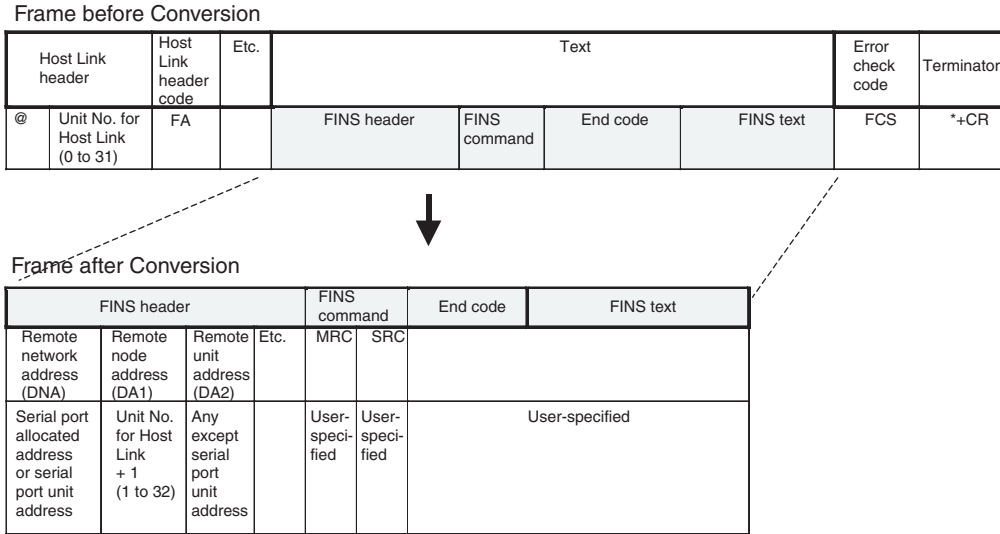 Frame before Conversion
Host Link
header
Host
Link
header
code
Etc.
Text
Error
check
code
Terminator
@
Unit No. for
Host Link
(0 to 31)
FA
FINS header
FINS
command
End code
FINS text
FCS
*+CR
Frame after Conversion
FINS header
FINS
command
End code
FINS text
Remote
network
address
(DNA)
Remote
node
address
(DA1)
Remote
unit
address
(DA2)
Etc.
MRC
SRC
Serial port
allocated
address
or serial
port unit
address
Unit No.
for Host
Link
+ 1
(1 to 32)
Any
except
serial
port
unit
address
User-
speci-
fied
User-
speci-
fied
User-specified